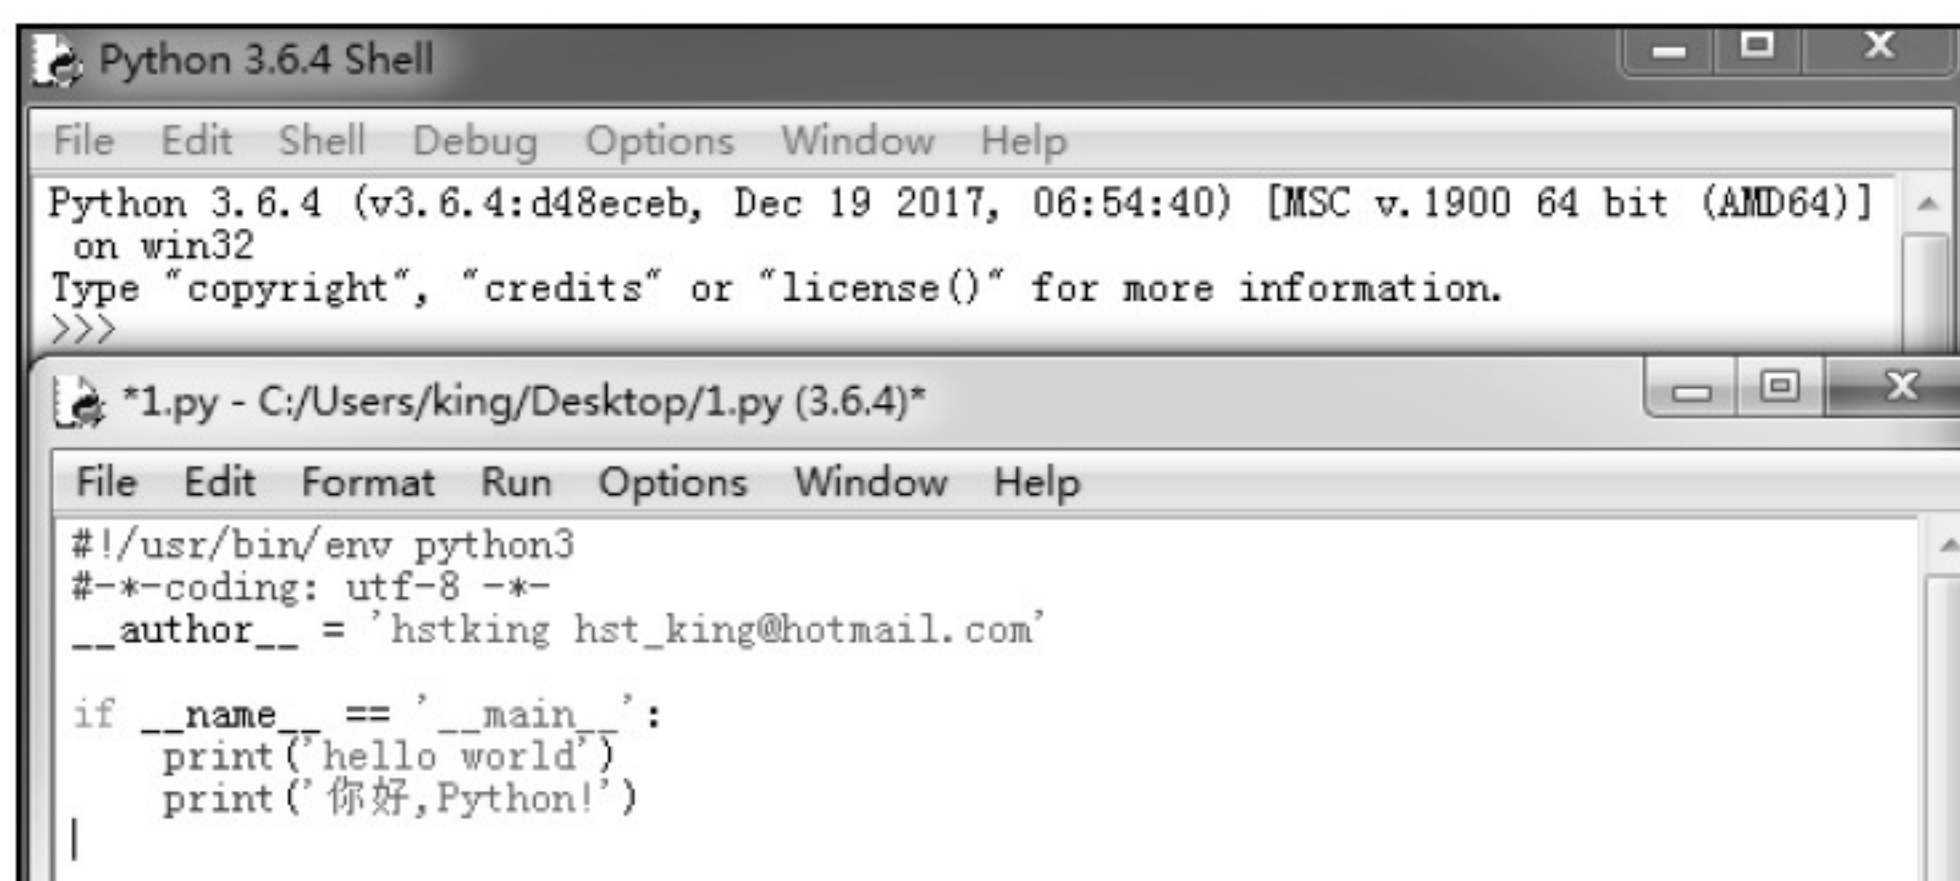 Python 3.6.4 Shell
File Edit Shell Debug Options Window Help
Python 3.6.4 (v3.6.4:d48eceb, Dec 19 2017, 06:54:40) [MSC v.1900 64 bit (AMD64)]
on win32
Type "copyright", "credits" or "license()" for more information.
>>>
*1.py - C:/Users/king/Desktop/1.py (3.6.4)*
File Edit Format Run Options Window Help
#!/usr/bin/env python3
#-*-coding: utf-8 -*-
__author__ = 'hstking hst_king@hotmail.com'
if __name__ == '__main__':
    print('hello world')
    print('你好,Python!')